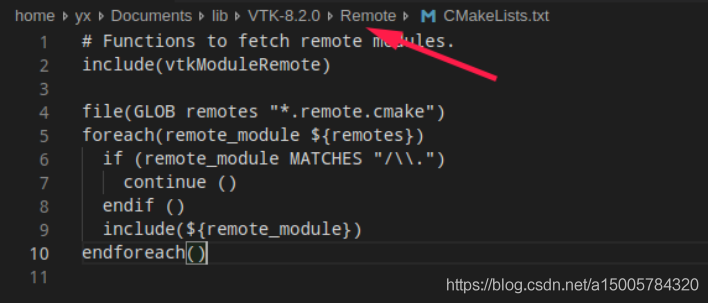 home › yx › Documents › lib › VTK-8.2.0 › Remote › M CMakeLists.txt
1 # Functions to fetch remote modules.
2 include(vtkModuleRemote)
3
4 file(GLOB remotes "*.remote.cmake")
5 foreach(remote_module ${remotes})
6 if (remote_module MATCHES "/\\.")
7 continue ()
8 endif ()
9 include(${remote_module})
10 endforeach()
11
https://blog.csdn.net/a15005784320